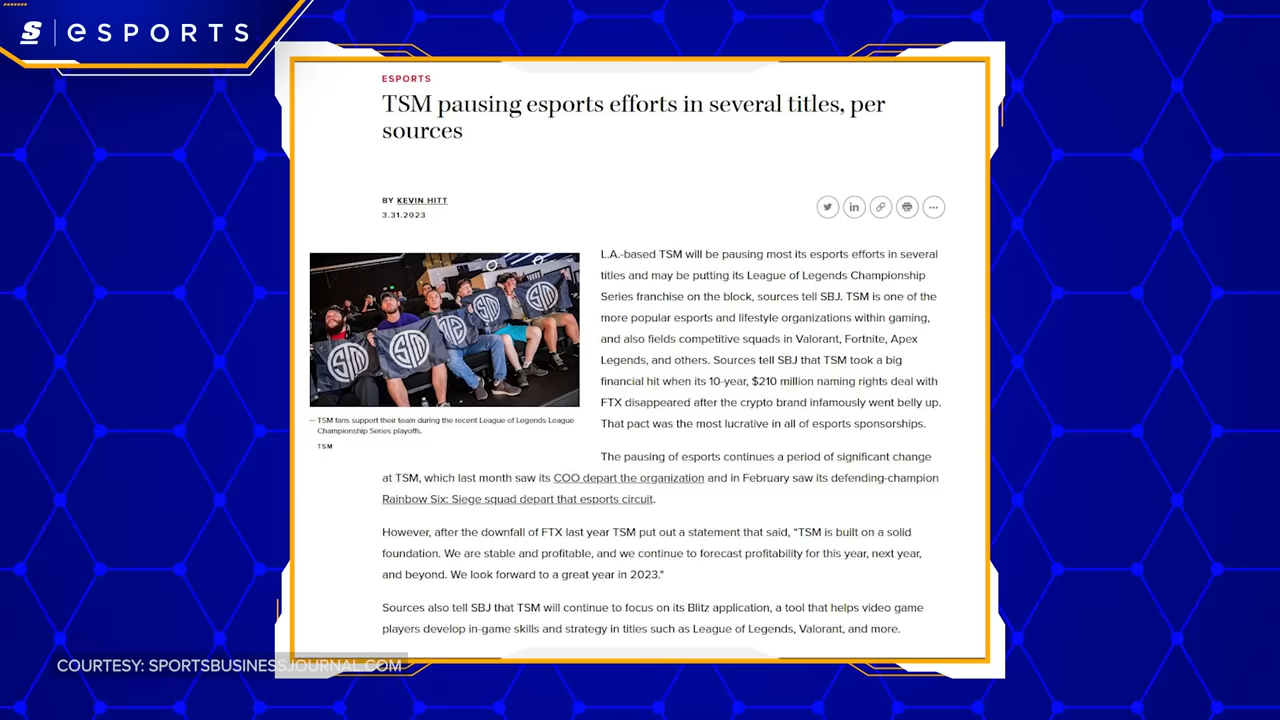 eSPORTS
ESPORTS
TSM pausing esports efforts in several titles, per
sources
BY KEVIN HITT
3.31.2023
L.A.-based TSM will be pausing most its esports efforts in several
titles and may be putting its League of Legends Championship
Series franchise on the block, sources tell SBJ. TSM is one of the
more popular esports and lifestyle organizations within gaming,
and also fields competitive squads in Valorant, Fortnite, Apex
Legends, and others. Sources tell SBJ that TSM took a big
financial hit when its 10-year, $210 million naming rights deal with
FTX disappeared after the crypto brand infamously went belly up.
That pact was the most lucrative in all of esports sponsorships.
TSM
TSM
TSM
TSM
TSM
— TSM fans support their team during the recent League of Legends League
Championship Series playoffs.
TSM
The pausing of esports continues a period of significant change
at TSM, which last month saw its COO depart the organization and in February saw its defending-champion
Rainbow Six: Siege squad depart that esports circuit.
However, after the downfall of FTX last year TSM put out a statement that said, “TSM is built on a solid
foundation. We are stable and profitable, and we continue to forecast profitability for this year, next year,
and beyond. We look forward to a great year in 2023."
Sources also tell SBJ that TSM will continue to focus on its Blitz application, a tool that helps video game
players develop in-game skills and strategy in titles such as League of Legends, Valorant, and more.
COURTESY: SPORTSBUSINESSJOURNAL.COM